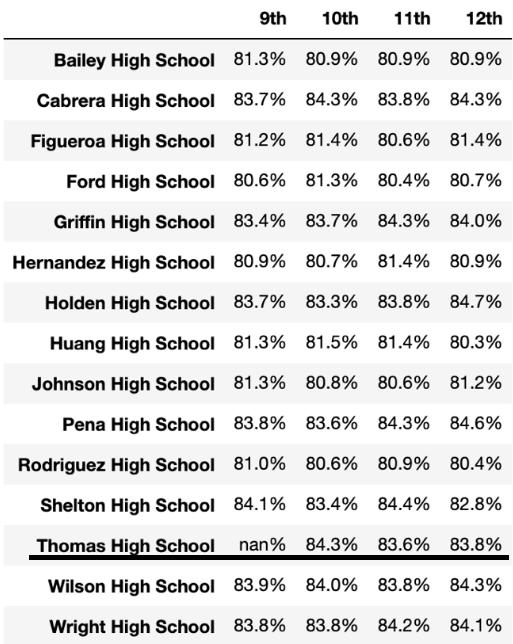 9th 10th 11th 12th
Bailey High School 81.3% 80.9% 80.9% 80.9%
Cabrera High School 83.7% 84.3% 83.8% 84.3%
Figueroa High School 81.2% 81.4% 80.6% 81.4%
Ford High School 80.6% 81.3% 80.4% 80.7%
Griffin High School 83.4% 83.7% 84.3% 84.0%
Hernandez High School 80.9% 80.7% 81.4% 80.9%
Holden High School 83.7% 83.3% 83.8% 84.7%
Huang High School 81.3% 81.5% 81.4% 80.3%
Johnson High School 81.3% 80.8% 80.6% 81.2%
Pena High School 83.8% 83.6% 84.3% 84.6%
Rodriguez High School 81.0% 80.6% 80.9% 80.4%
Shelton High School 84.1% 83.4% 84.4% 82.8%
Thomas High School nan% 84.3% 83.6% 83.8%
Wilson High School 83.9% 84.0% 83.8% 84.3%
Wright High School 83.8% 83.8% 84.2% 84.1%